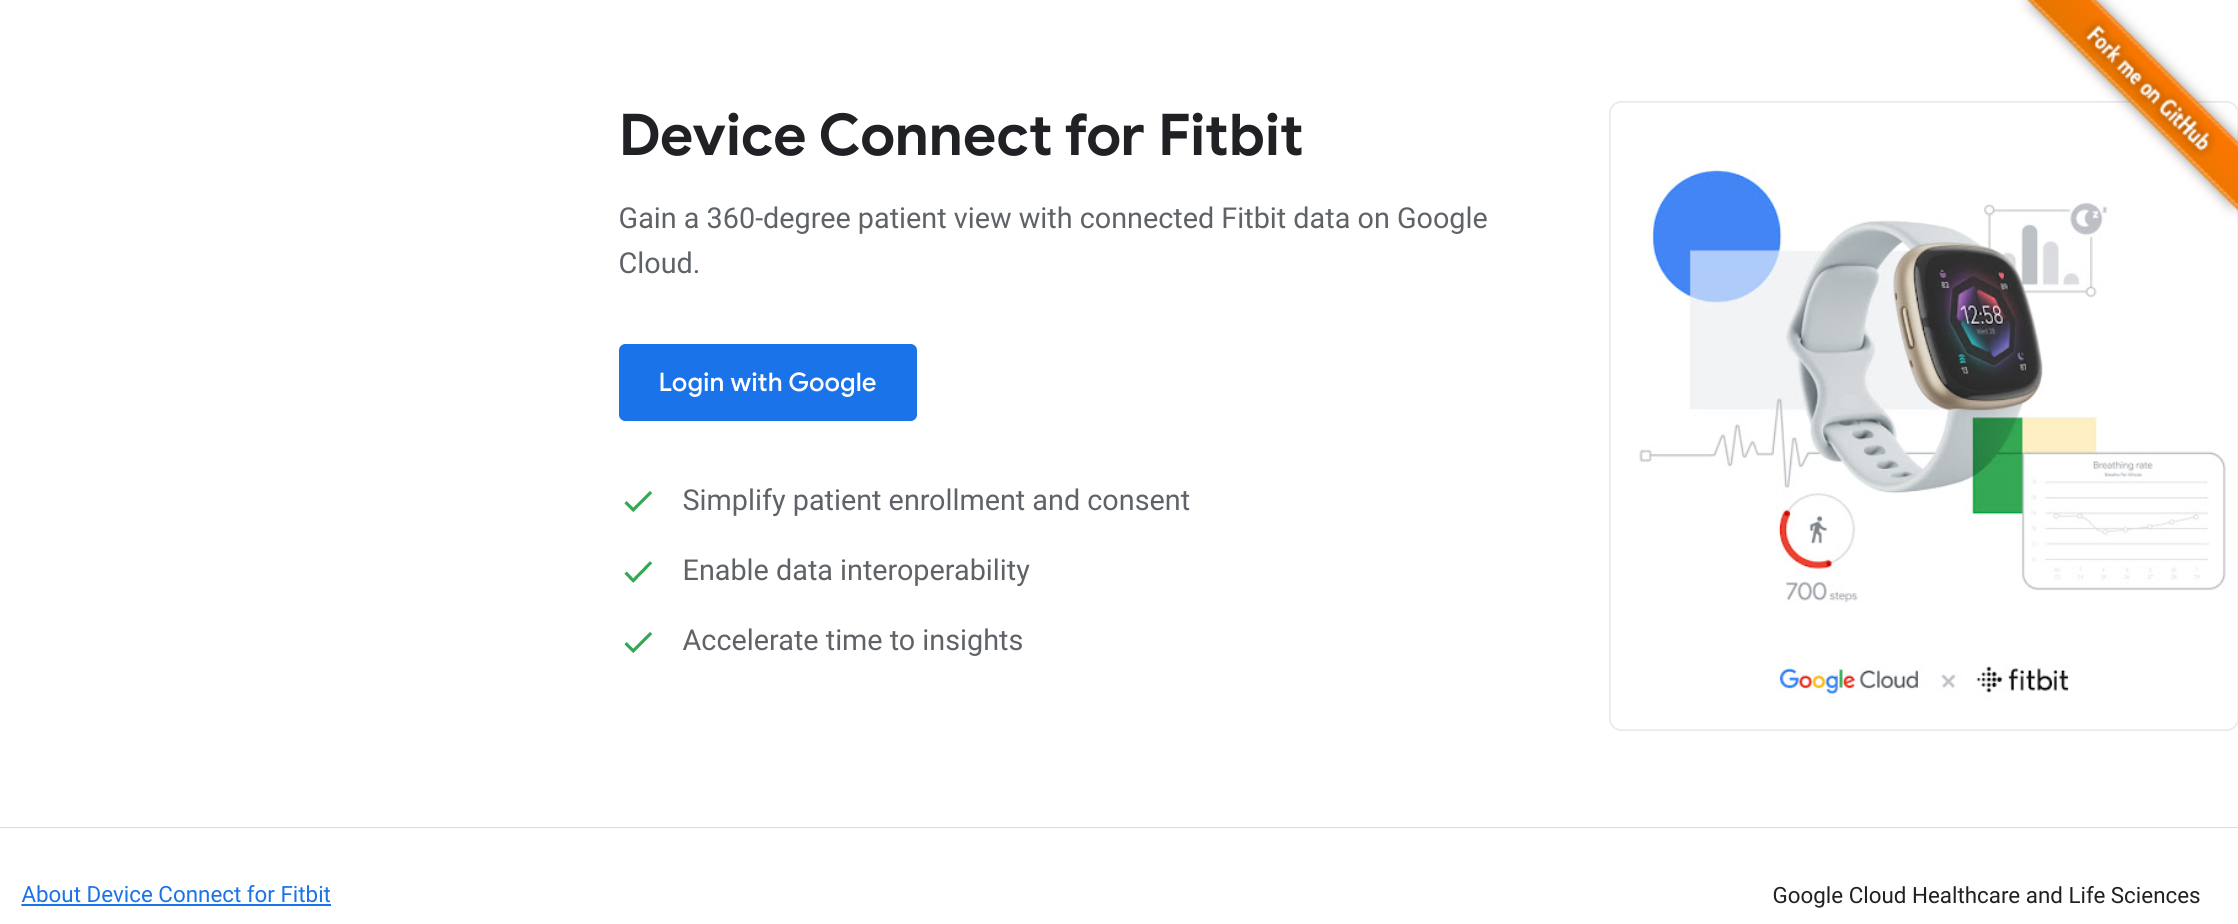 Fork me on GitHub
Device Connect for Fitbit
Gain a 360-degree patient view with connected Fitbit data on Google
Cloud.
Login with Google
Simplify patient enrollment and consent
Enable data interoperability
Accelerate time to insights
12:58
Breathing rate
700 steps
Google Cloud × fitbit
About Device Connect for Fitbit
Google Cloud Healthcare and Life Sciences